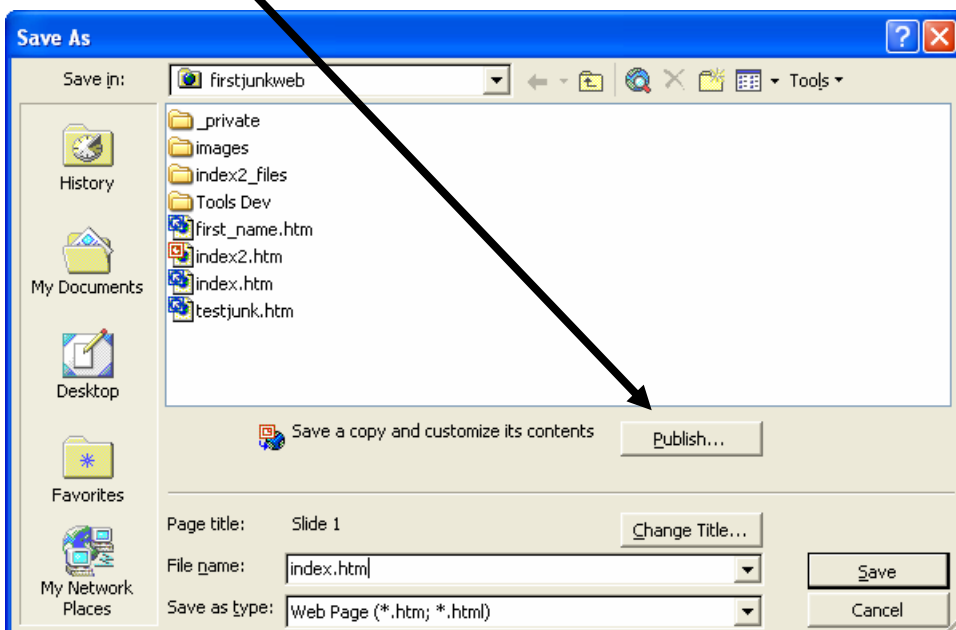 Save As
Save in:
firstjunkweb
Tools
History
My Documents
Desktop
Favorites
My Network
Places
_private
images
index2_files
Tools Dev
first_name.htm
index2.htm
index.htm
testjunk.htm
Save a copy and customize its contents
Publish...
Page title:
Slide 1
Change Title...
File name:
index.htm
Save
Save as type:
Web Page (*.htm; *.html)
Cancel